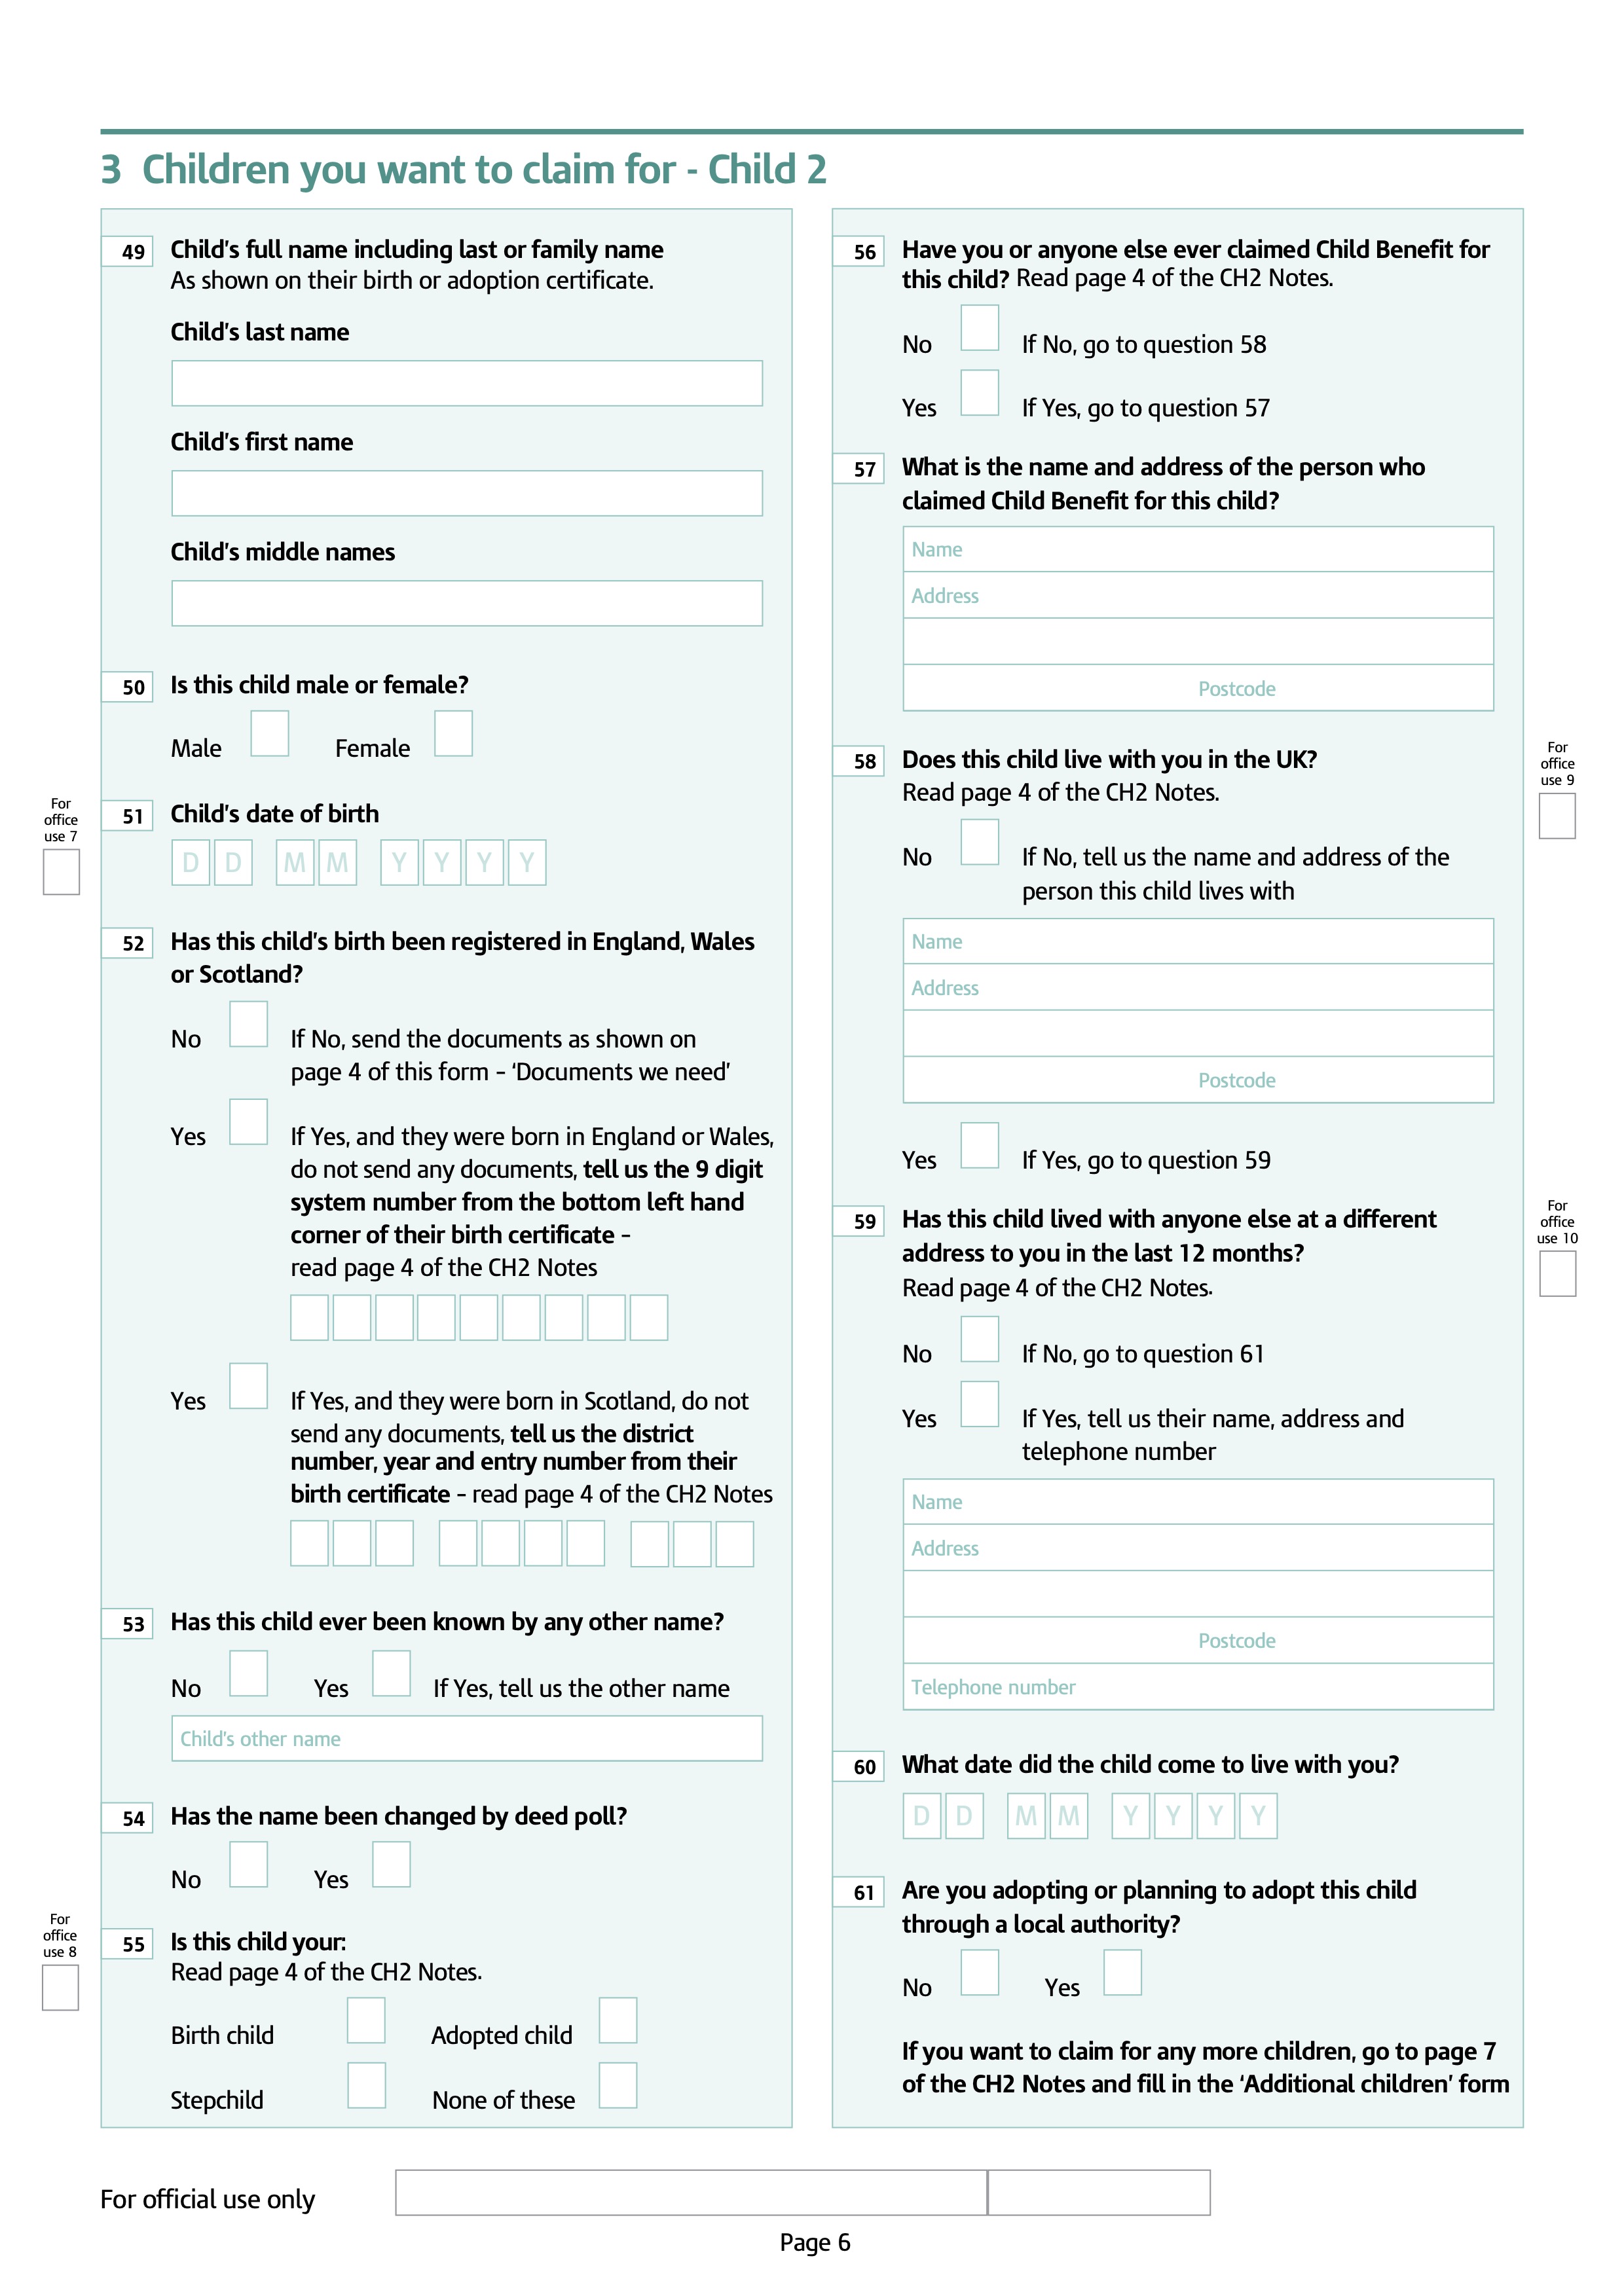 3 Children you want to claim for - Child 2
49 Child’s full name including last or family name
As shown on their birth or adoption certificate.
Child’s last name
Child’s first name
Child’s middle names
50 Is this child male or female?
Male Female
For
office
use 7
51 Child’s date of birth
D D M M Y Y Y Y
52 Has this child’s birth been registered in England, Wales
or Scotland?
No If No, send the documents as shown on
page 4 of this form – ‘Documents we need’
Yes If Yes, and they were born in England or Wales,
do not send any documents, tell us the 9 digit
system number from the bottom left hand
corner of their birth certificate –
read page 4 of the CH2 Notes
Yes If Yes, and they were born in Scotland, do not
send any documents, tell us the district
number, year and entry number from their
birth certificate – read page 4 of the CH2 Notes
53 Has this child ever been known by any other name?
No Yes If Yes, tell us the other name
Child’s other name
54 Has the name been changed by deed poll?
No Yes
For
office
use 8
55 Is this child your:
Read page 4 of the CH2 Notes.
Birth child Adopted child
Stepchild None of these
56 Have you or anyone else ever claimed Child Benefit for
this child? Read page 4 of the CH2 Notes.
No If No, go to question 58
Yes If Yes, go to question 57
57 What is the name and address of the person who
claimed Child Benefit for this child?
Name
Address
Postcode
58 Does this child live with you in the UK?
Read page 4 of the CH2 Notes.
For
office
use 9
No If No, tell us the name and address of the
person this child lives with
Name
Address
Postcode
Yes If Yes, go to question 59
59 Has this child lived with anyone else at a different
address to you in the last 12 months?
Read page 4 of the CH2 Notes.
For
office
use 10
No If No, go to question 61
Yes If Yes, tell us their name, address and
telephone number
Name
Address
Postcode
Telephone number
60 What date did the child come to live with you?
D D M M Y Y Y Y
61 Are you adopting or planning to adopt this child
through a local authority?
No Yes
If you want to claim for any more children, go to page 7
of the CH2 Notes and fill in the ‘Additional children’ form
For official use only
Page 6